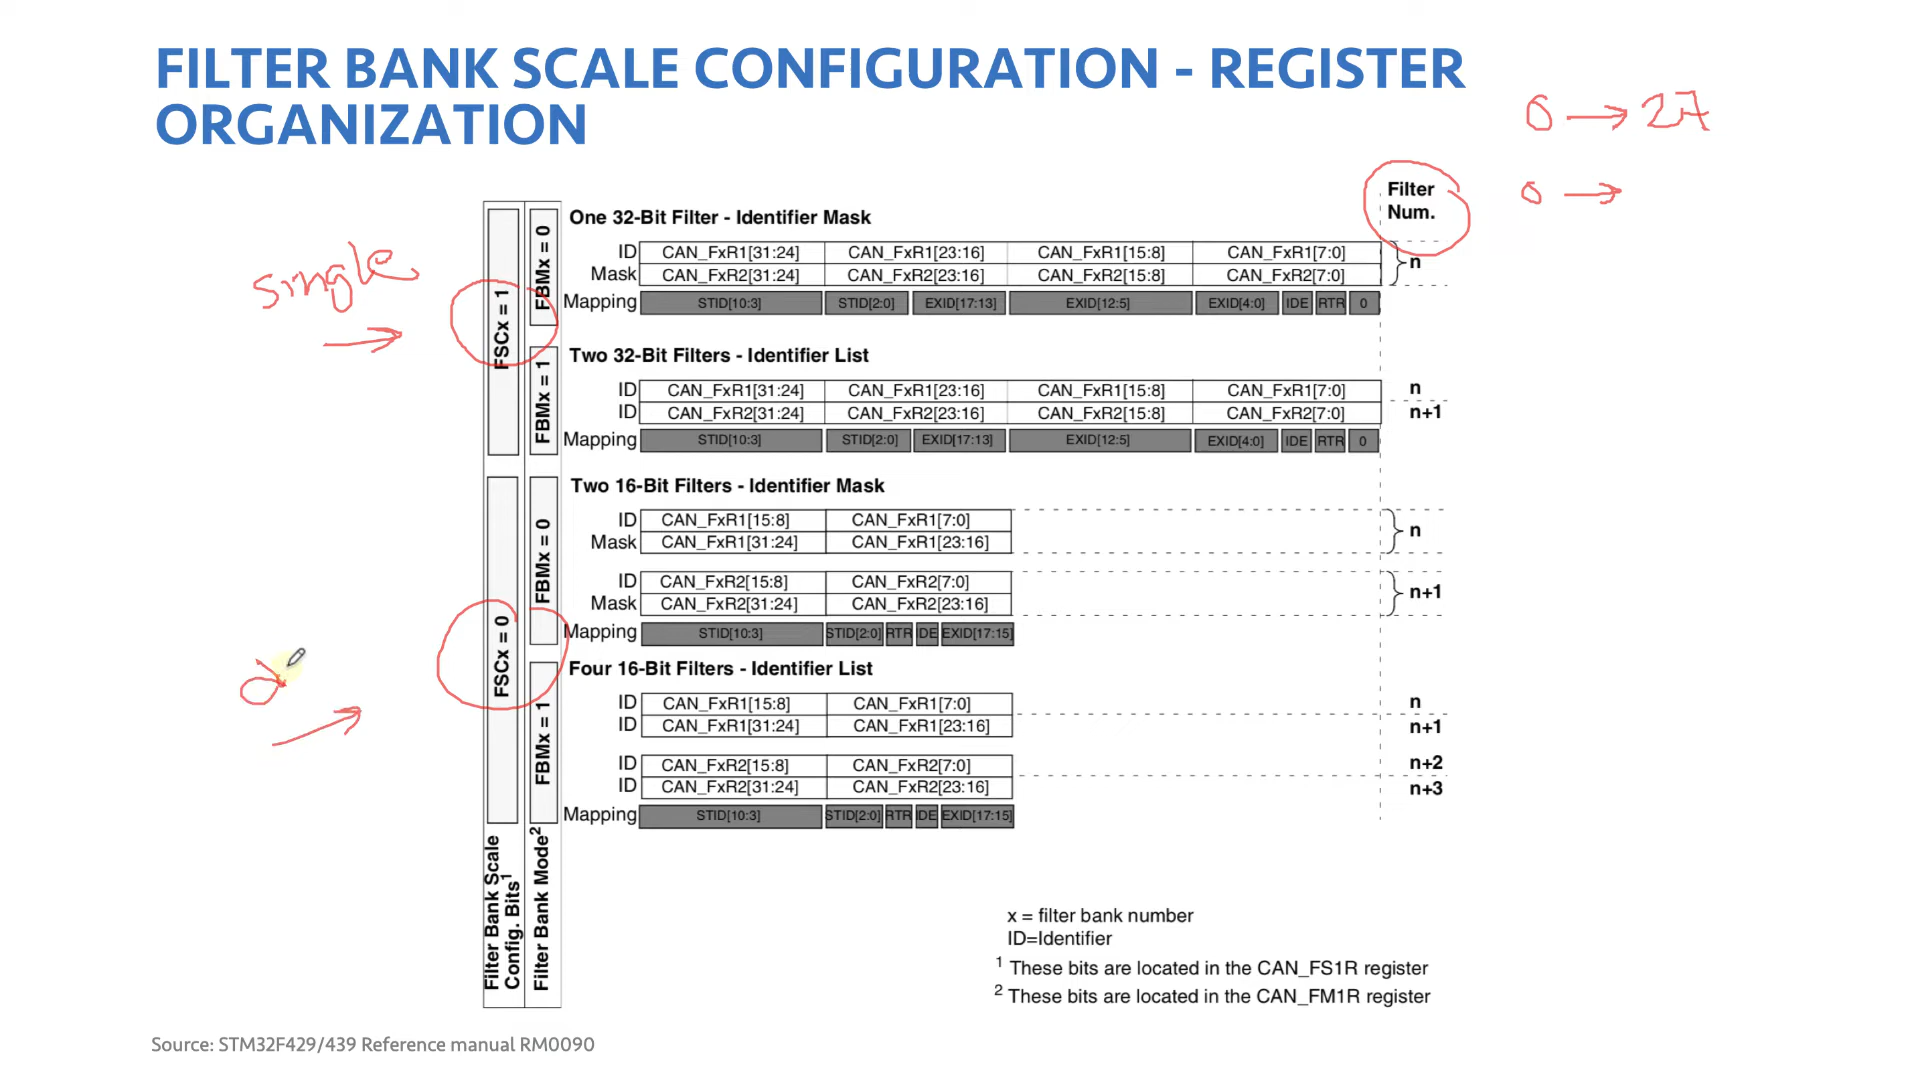 FILTER BANK SCALE CONFIGURATION - REGISTER
ORGANIZATION
0 → 27
0 →
Filter
Num.
single
FSCx = 1
FBMx = 0
One 32-Bit Filter - Identifier Mask
ID CAN_FxR1[31:24] CAN_FxR1[23:16] CAN_FxR1[15:8] CAN_FxR1[7:0]
Mask CAN_FxR2[31:24] CAN_FxR2[23:16] CAN_FxR2[15:8] CAN_FxR2[7:0]
n
Mapping STID[10:3] STID[2:0] EXID[17:13] EXID[12:5] EXID[4:0] IDE RTR 0
FBMx = 1
Two 32-Bit Filters - Identifier List
ID CAN_FxR1[31:24] CAN_FxR1[23:16] CAN_FxR1[15:8] CAN_FxR1[7:0] n
ID CAN_FxR2[31:24] CAN_FxR2[23:16] CAN_FxR2[15:8] CAN_FxR2[7:0] n+1
Mapping STID[10:3] STID[2:0] EXID[17:13] EXID[12:5] EXID[4:0] IDE RTR 0
FSCx = 0
FBMx = 0
Two 16-Bit Filters - Identifier Mask
ID CAN_FxR1[15:8] CAN_FxR1[7:0]
Mask CAN_FxR1[31:24] CAN_FxR1[23:16]
n
ID CAN_FxR2[15:8] CAN_FxR2[7:0]
Mask CAN_FxR2[31:24] CAN_FxR2[23:16]
n+1
Mapping STID[10:3] STID[2:0] RTR IDE EXID[17:15]
FBMx = 1
Four 16-Bit Filters - Identifier List
ID CAN_FxR1[15:8] CAN_FxR1[7:0] n
ID CAN_FxR1[31:24] CAN_FxR1[23:16] n+1
ID CAN_FxR2[15:8] CAN_FxR2[7:0] n+2
ID CAN_FxR2[31:24] CAN_FxR2[23:16] n+3
Mapping STID[10:3] STID[2:0] RTR IDE EXID[17:15]
Filter Bank Scale
Config. Bits1
Filter Bank Mode2
x = filter bank number
ID=Identifier
1 These bits are located in the CAN_FS1R register
2 These bits are located in the CAN_FM1R register
Source: STM32F429/439 Reference manual RM0090